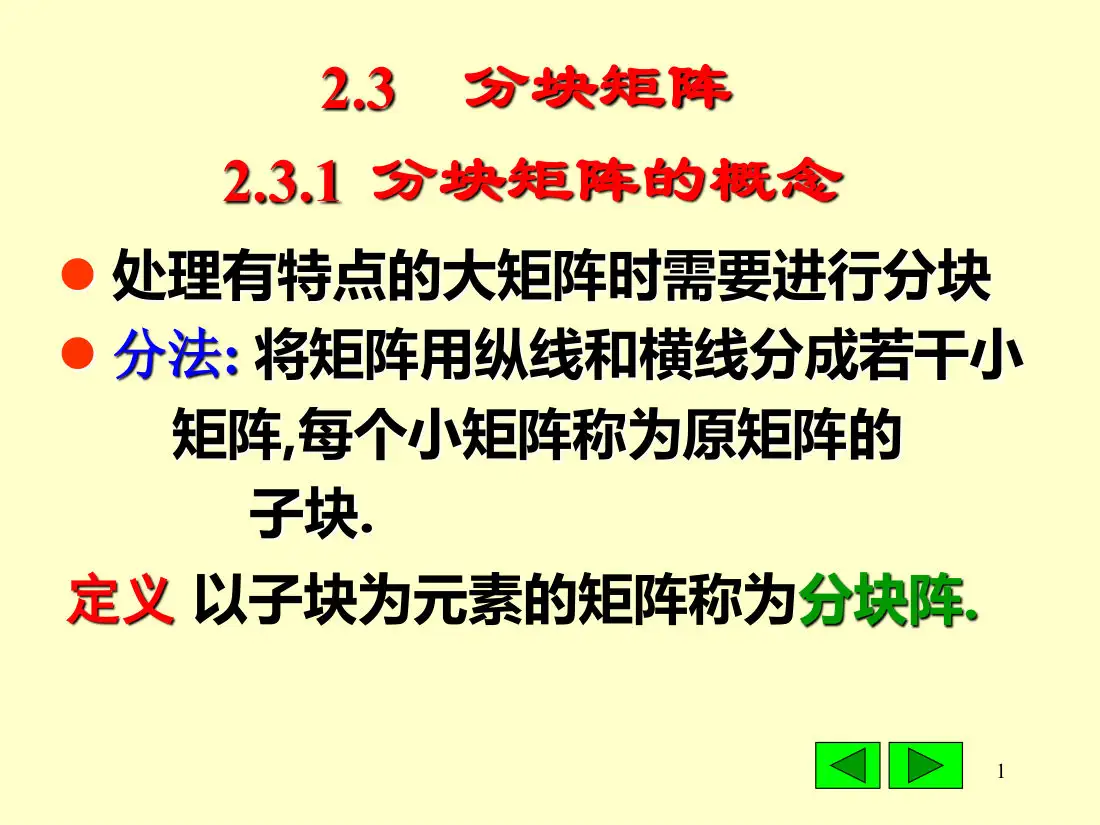 2.3 分块矩阵
2.3.1 分块矩阵的概念
处理有特点的大矩阵时需要进行分块
分法: 将矩阵用纵线和横线分成若干小
矩阵,每个小矩阵称为原矩阵的
子块.
定义 以子块为元素的矩阵称为分块阵.
1